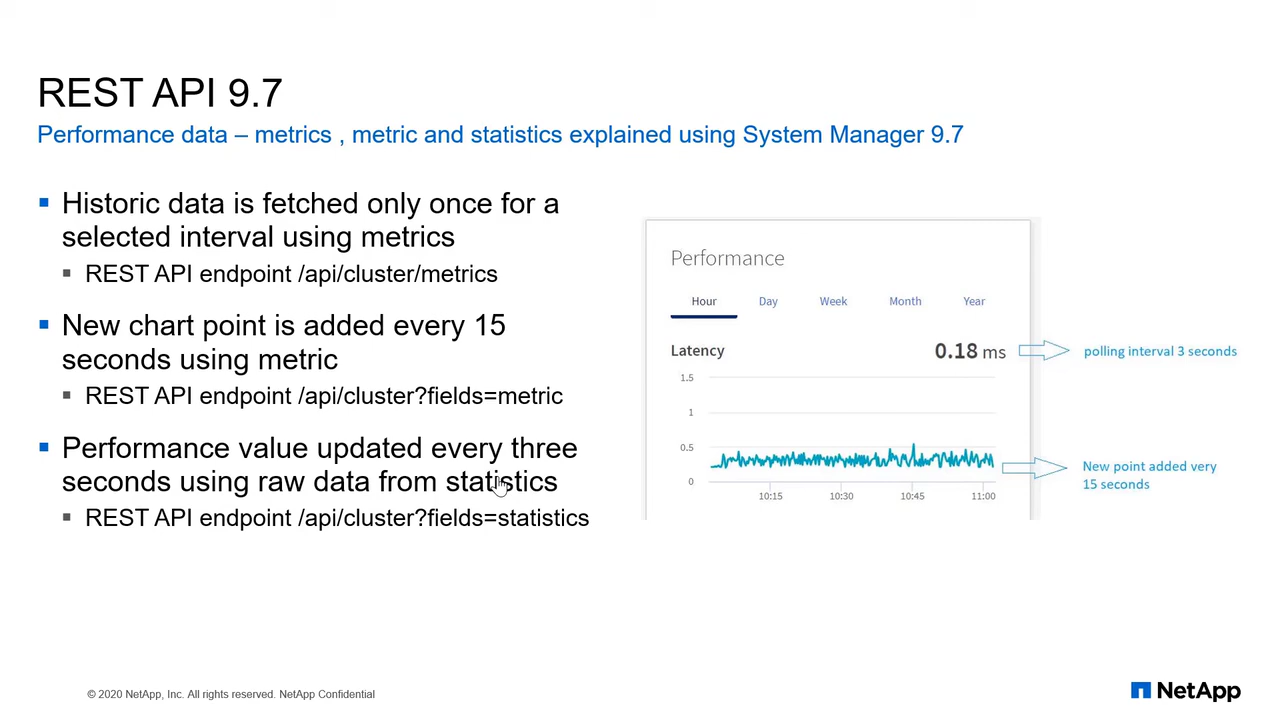 REST API 9.7
Performance data – metrics , metric and statistics explained using System Manager 9.7
Historic data is fetched only once for a
selected interval using metrics
REST API endpoint /api/cluster/metrics
New chart point is added every 15
seconds using metric
REST API endpoint /api/cluster?fields=metric
Performance value updated every three
seconds using raw data from statistics
REST API endpoint /api/cluster?fields=statistics
Performance
Hour Day Week Month Year
Latency 0.18 ms
polling interval 3 seconds
1.5
1
0.5
0
10:15 10:30 10:45 11:00
New point added very
15 seconds
© 2020 NetApp, Inc. All rights reserved. NetApp Confidential
NetApp